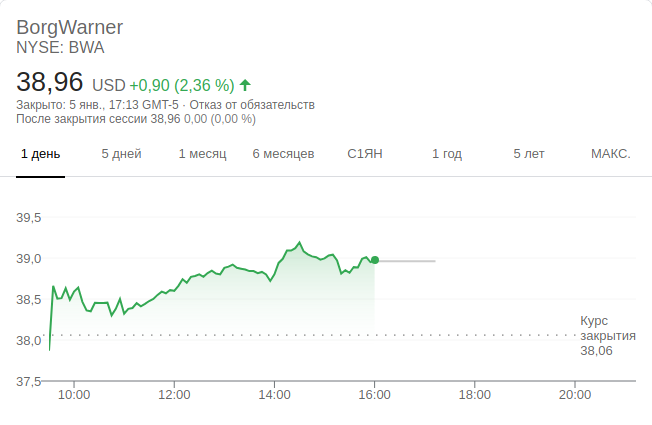 BorgWarner
NYSE: BWA
38,96 USD +0,90 (2,36 %)
Закрыто: 5 янв., 17:13 GMT-5 · Отказ от обязательств
После закрытия сессии 38,96 0,00 (0,00 %)
1 день 5 дней 1 месяц 6 месяцев С1ЯН 1 год 5 лет МАКС.
39,5
39,0
38,5
38,0
37,5
Курс
закрытия
38,06
10:00 12:00 14:00 16:00 18:00 20:00